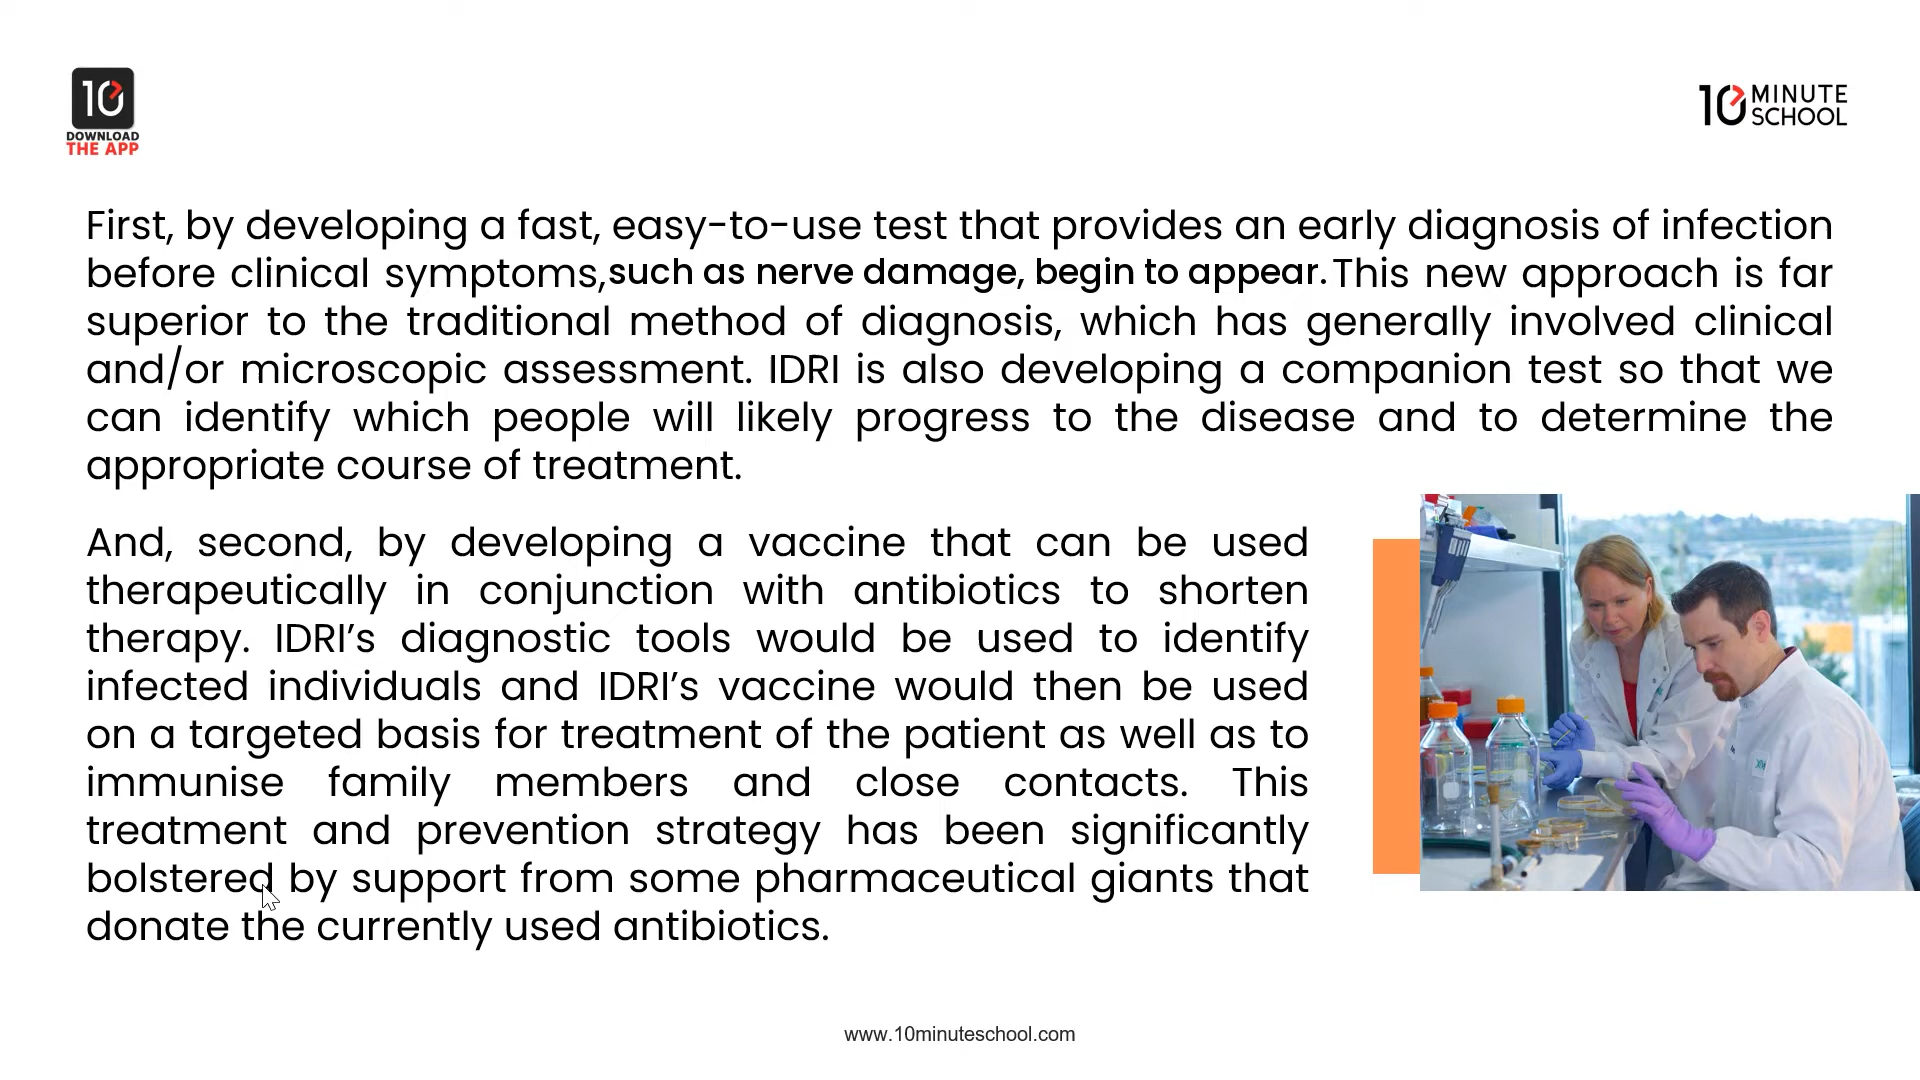 10
DOWNLOAD
THE APP
10 MINUTE
SCHOOL
First, by developing a fast, easy-to-use test that provides an early diagnosis of infection
before clinical symptoms, such as nerve damage, begin to appear. This new approach is far
superior to the traditional method of diagnosis, which has generally involved clinical
and/or microscopic assessment. IDRI is also developing a companion test so that we
can identify which people will likely progress to the disease and to determine the
appropriate course of treatment.
And, second, by developing a vaccine that can be used
therapeutically in conjunction with antibiotics to shorten
therapy. IDRI’s diagnostic tools would be used to identify
infected individuals and IDRI’s vaccine would then be used
on a targeted basis for treatment of the patient as well as to
immunise family members and close contacts. This
treatment and prevention strategy has been significantly
bolstered by support from some pharmaceutical giants that
donate the currently used antibiotics.
www.10minuteschool.com